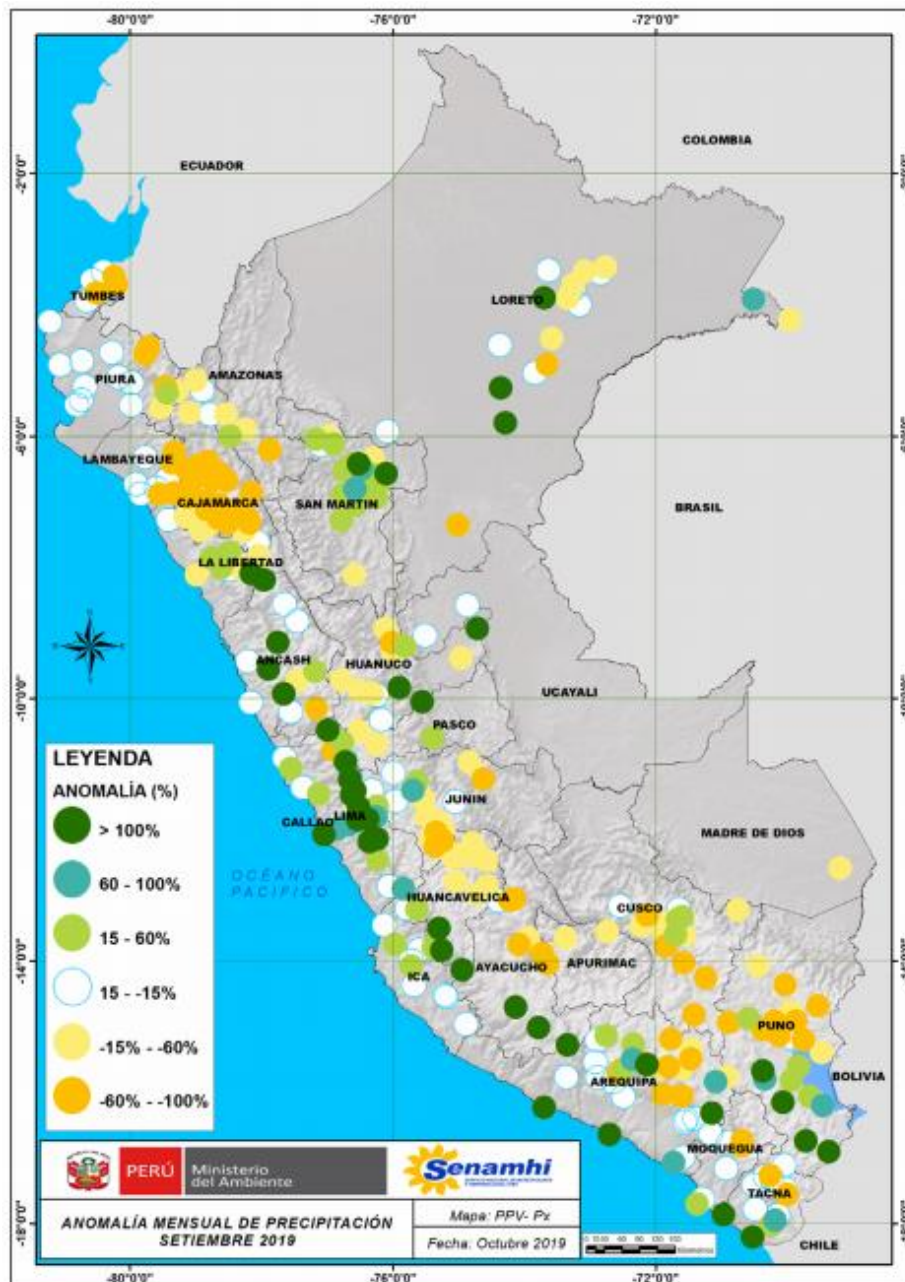 -80°0'0" -76°0'0" -72°0'0"
COLOMBIA
ECUADOR
-2°0'0"
TUMBES
LORETO
PIURA
AMAZONAS
-6°0'0"
LAMBAYEQUE
CAJAMARCA
SAN MARTIN
BRASIL
LA LIBERTAD
ANCASH
HUANUCO
UCAYALI
-10°0'0"
PASCO
LEYENDA
ANOMALÍA (%)
> 100%
60 - 100%
15 - 60%
15 - -15%
-15% - -60%
-60% - -100%
JUNIN
CALLAO
LIMA
MADRE DE DIOS
OCÉANO
PACIFICO
HUANCAVELICA
CUSCO
-14°0'0"
AYACUCHO
APURIMAC
ICA
PUNO
AREQUIPA
BOLIVIA
MOQUEGUA
TACNA
CHILE
PERÚ
Ministerio
del Ambiente
Senamhi
ANOMALÍA MENSUAL DE PRECIPITACIÓN
SETIEMBRE 2019
Mapa: PPV- Px
Fecha: Octubre 2019
-18°0'0"
-80°0'0" -76°0'0" -72°0'0"